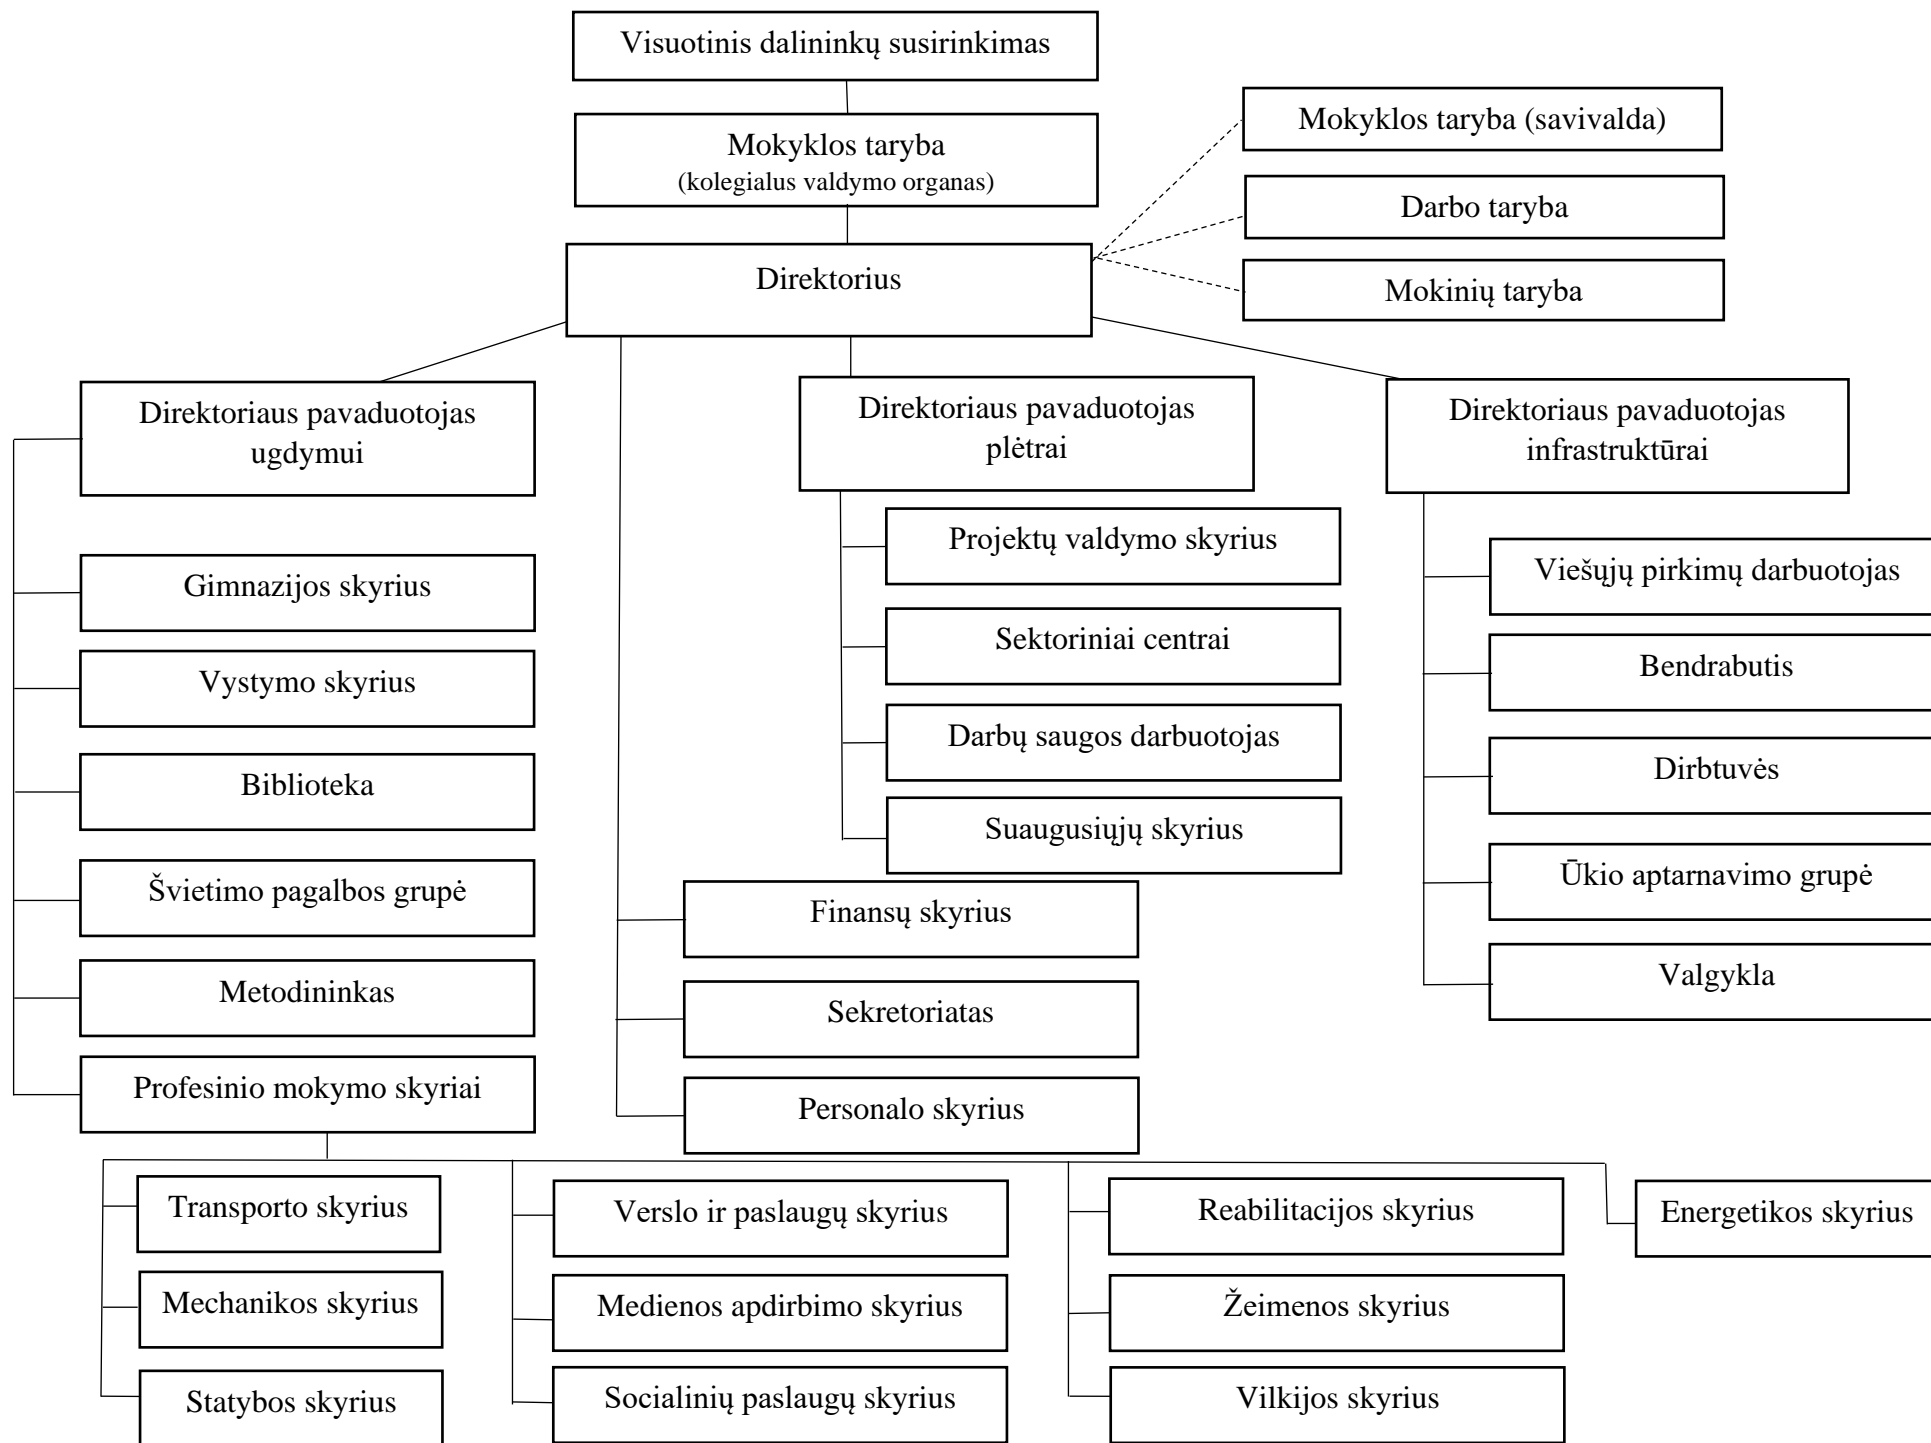 Visuotinis dalininkų susirinkimas
Mokyklos taryba
(kolegialus valdymo organas)
Direktorius
Mokyklos taryba (savivalda)
Darbo taryba
Mokinių taryba
Direktoriaus pavaduotojas
ugdymui
Gimnazijos skyrius
Vystymo skyrius
Biblioteka
Švietimo pagalbos grupė
Metodininkas
Profesinio mokymo skyriai
Direktoriaus pavaduotojas
plėtrai
Projektų valdymo skyrius
Sektoriniai centrai
Darbų saugos darbuotojas
Suaugusiųjų skyrius
Finansų skyrius
Sekretoriatas
Personalo skyrius
Direktoriaus pavaduotojas
infrastruktūrai
Viešųjų pirkimų darbuotojas
Bendrabutis
Dirbtuvės
Ūkio aptarnavimo grupė
Valgykla
Transporto skyrius
Mechanikos skyrius
Statybos skyrius
Verslo ir paslaugų skyrius
Medienos apdirbimo skyrius
Socialinių paslaugų skyrius
Reabilitacijos skyrius
Žeimenos skyrius
Vilkijos skyrius
Energetikos skyrius